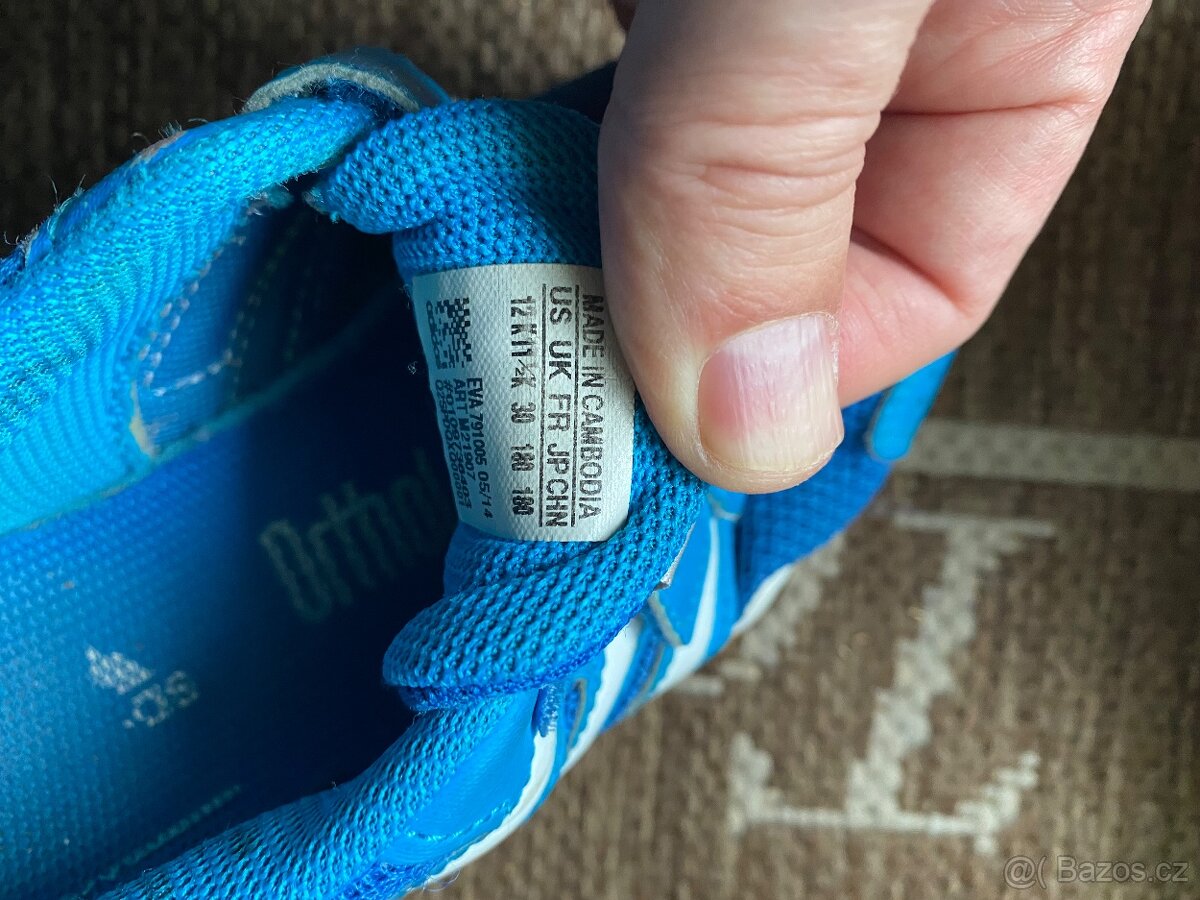 MADE IN CAMBODIA
US UK FR JP CHN
12K 11½K 30 180 180
EVA 791005 05/14
ART M21907
Ortho
Bazos.cz